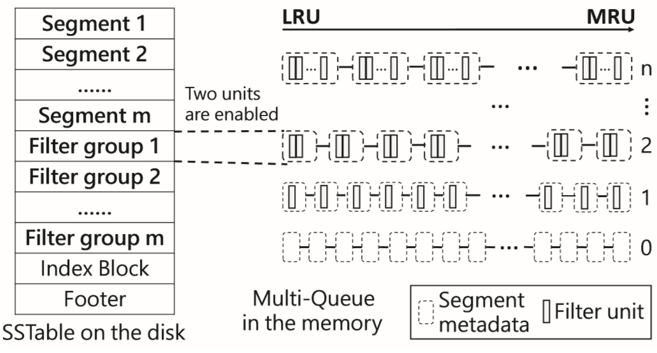 Segment 1
Segment 2
......
Segment m
Filter group 1
Filter group 2
......
Filter group m
Index Block
Footer
SSTable on the disk
Two units
are enabled
LRU
MRU
... ... ... ... ... n
... ⋮
... 2
... 1
... 0
Multi-Queue
in the memory
Segment
metadata
Filter unit